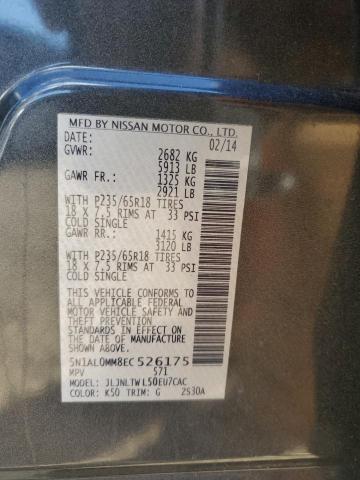 MFD BY NISSAN MOTOR CO., LTD.
DATE: 02/14
GVWR: 2682 KG
5913 LB
GAWR FR.: 1325 KG
2921 LB
WITH P235/65R18 TIRES
18 X 7.5 RIMS AT 33 PSI
COLD SINGLE
GAWR RR.: 1415 KG
3120 LB
WITH P235/65R18 TIRES
18 X 7.5 RIMS AT 33 PSI
COLD SINGLE
THIS VEHICLE CONFORMS TO
ALL APPLICABLE FEDERAL
MOTOR VEHICLE SAFETY AND
STANDARDS IN EFFECT ON
THE DATE OF MANUFACTURE
SHOWN ABOVE.
5N1AL0MM8EC526175
MPV 571
MODEL: JLJNLTWL50EU7CAC
COLOR: K50 TRIM: G 2S30A